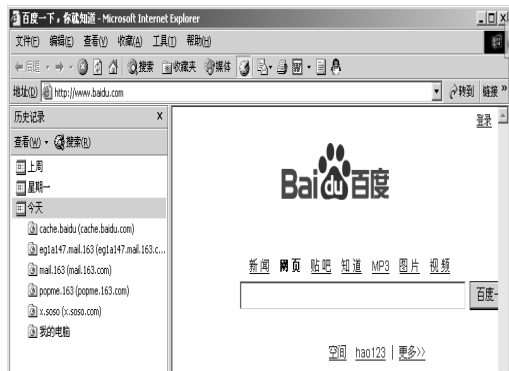 百度一下，你就知道 - Microsoft Internet Explorer
文件(F) 编辑(E) 查看(V) 收藏(A) 工具(T) 帮助(H)
后退 搜索 收藏夹 媒体
地址(D) http://www.baidu.com 转到 链接 »
历史记录 x
查看(W) 搜索(R)
上周
星期一
今天
cache.baidu (cache.baidu.com)
eg1a147.mail.163 (eg1a147.mail.163.c...
mail.163 (mail.163.com)
popme.163 (popme.163.com)
x.soso (x.soso.com)
我的电脑
登录
Bai du 百度
新闻 网页 贴吧 知道 MP3 图片 视频
百度一
空间 hao123 | 更多>>